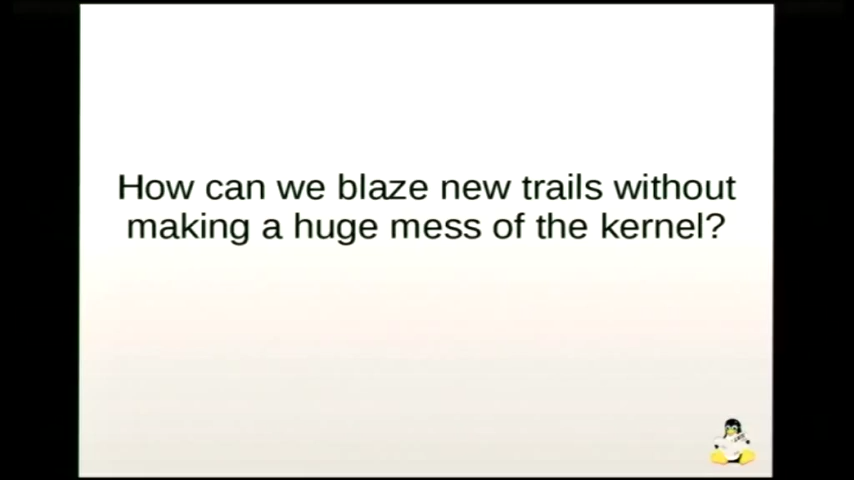 How can we blaze new trails without
making a huge mess of the kernel?